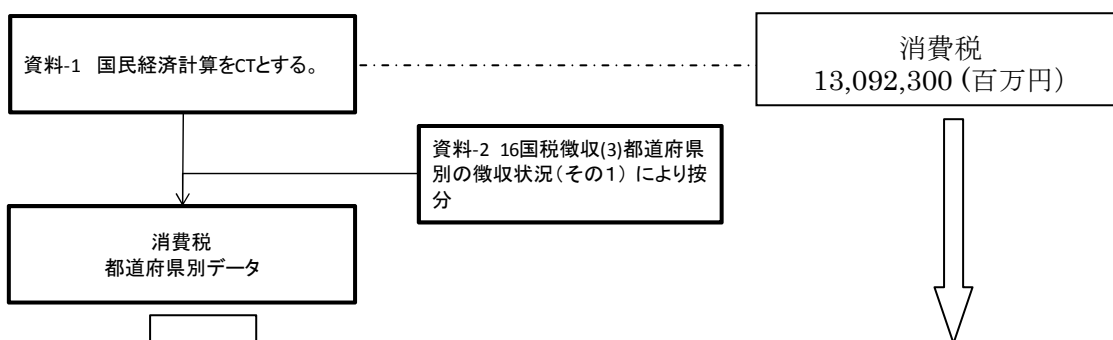 資料-1　国民経済計算をCTとする。
消費税
13,092,300 (百万円)
資料-2 16国税徴収(3)都道府県
別の徴収状況（その１）により按
分
消費税
都道府県別データ